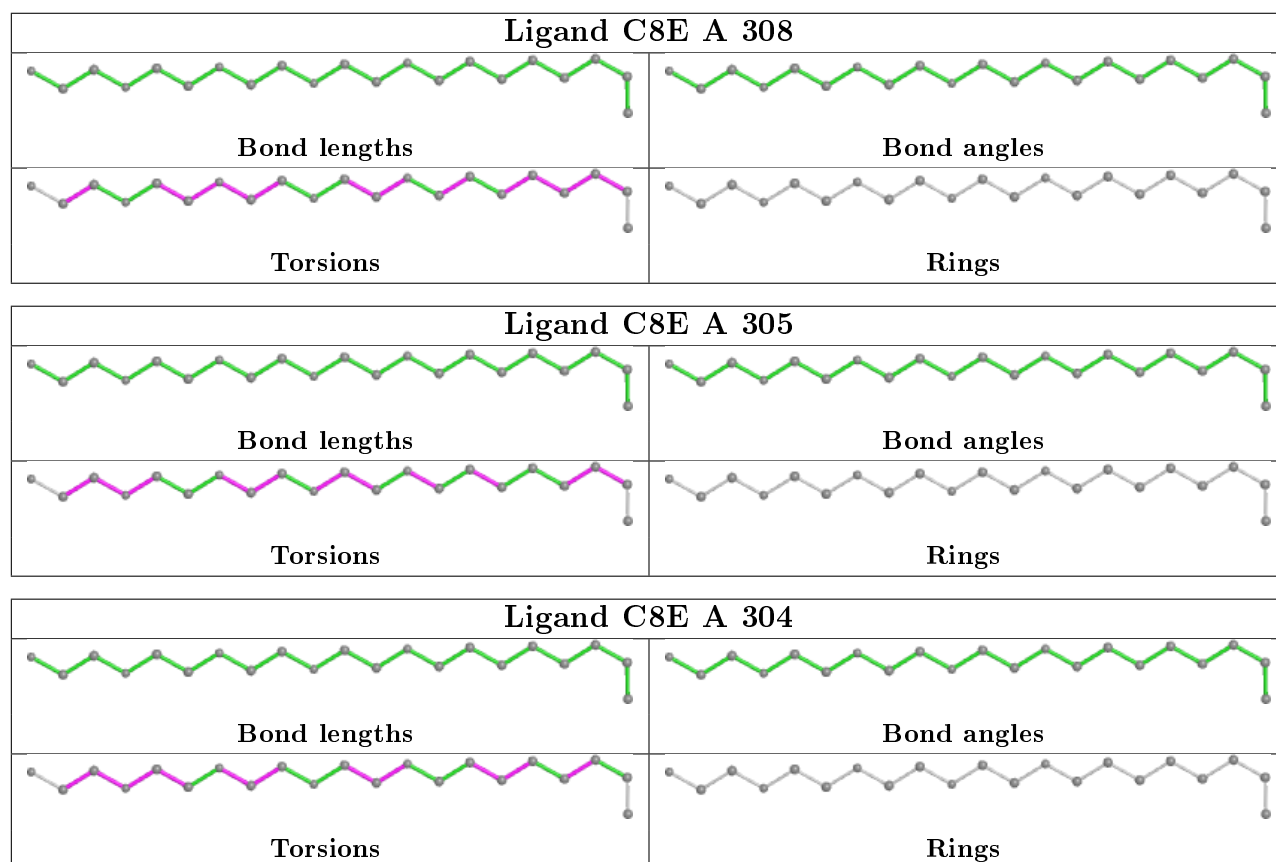 Ligand C8E A 308
Bond lengths
Bond angles
Torsions
Rings
Ligand C8E A 305
Bond lengths
Bond angles
Torsions
Rings
Ligand C8E A 304
Bond lengths
Bond angles
Torsions
Rings